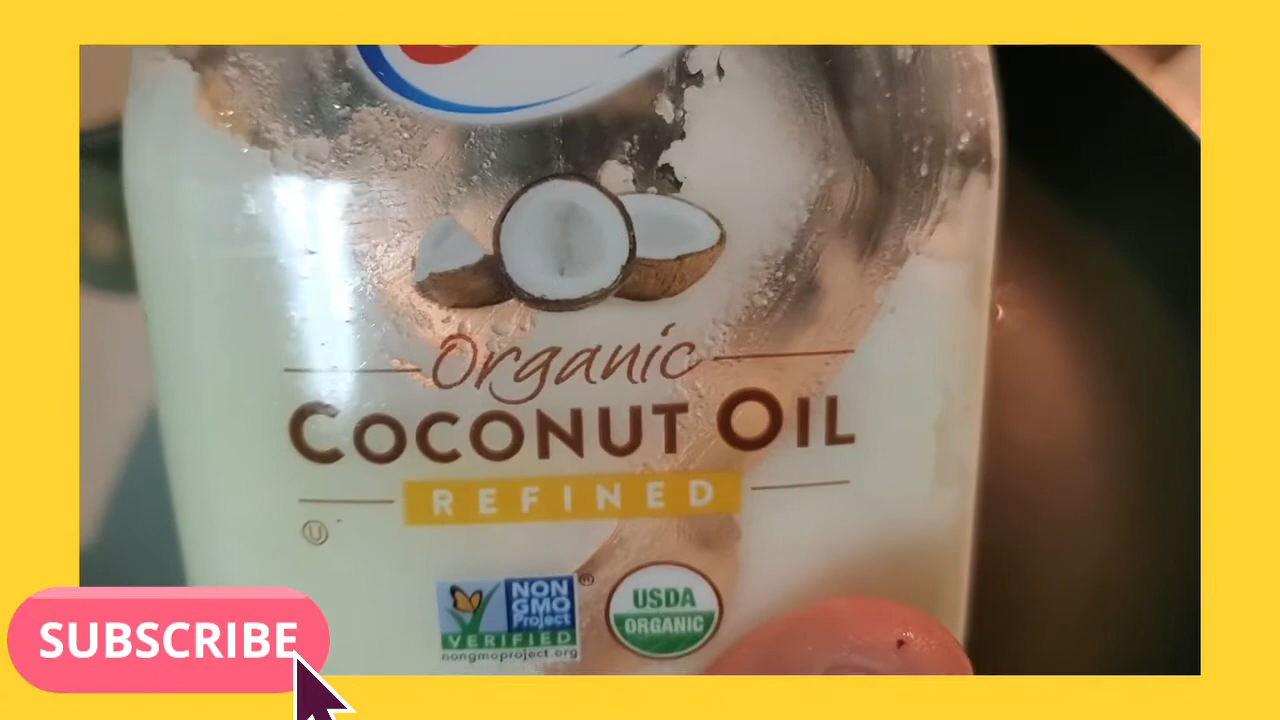 Organic
COCONUT OIL
REFINED
U
NON
GMO
Project
VERIFIED
nongmoproject.org
USDA
ORGANIC
SUBSCRIBE